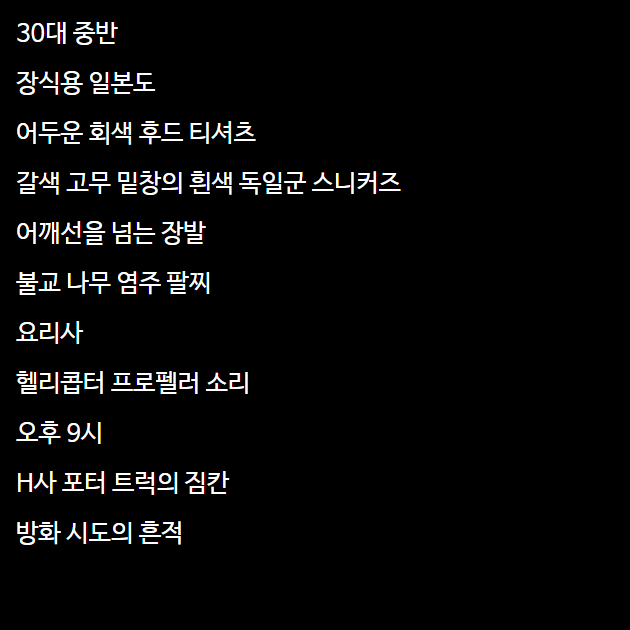 30대 중반
장식용 일본도
어두운 회색 후드 티셔츠
갈색 고무 밑창의 흰색 독일군 스니커즈
어깨선을 넘는 장발
불교 나무 염주 팔찌
요리사
헬리콥터 프로펠러 소리
오후 9시
H사 포터 트럭의 짐칸
방화 시도의 흔적